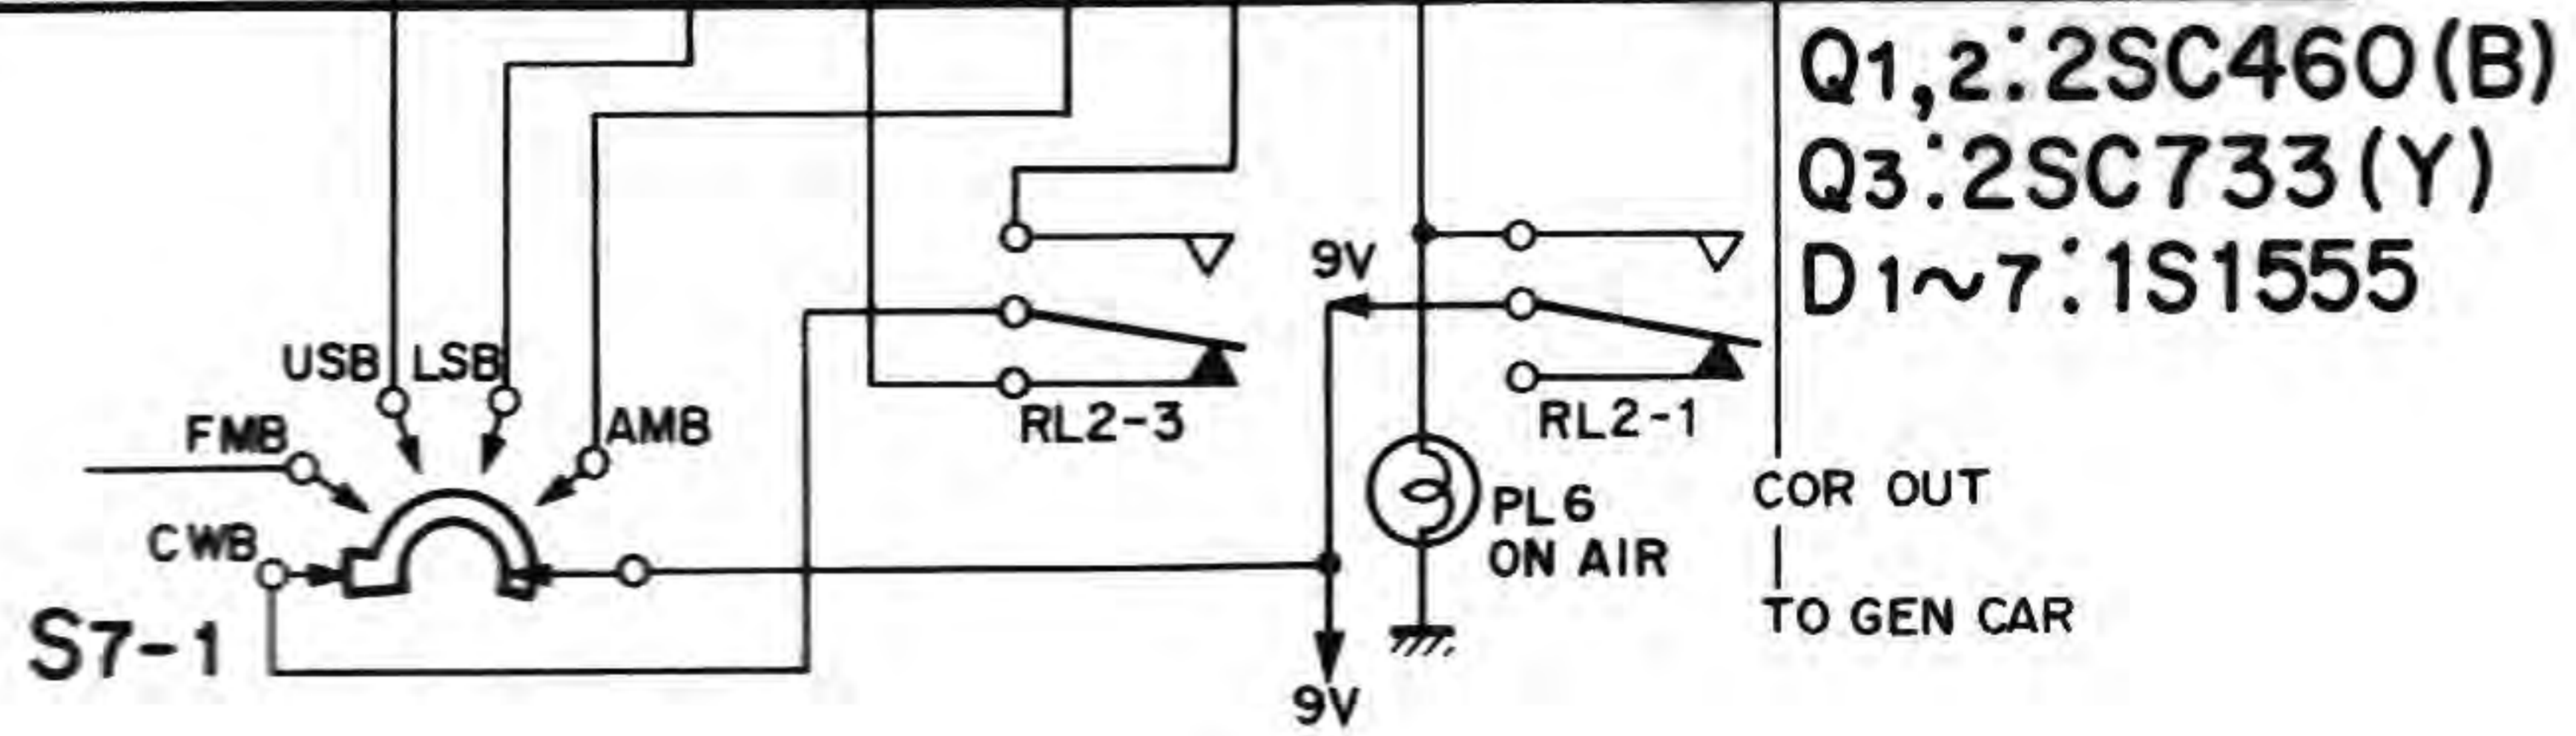 Q1,2:2SC460(B)
Q3:2SC733(Y)
D1~7:1S1555
9V
USB
LSB
FMB
AMB
RL2-3
RL2-1
CWB
PL6
ON AIR
COR OUT
S7-1
TO GEN CAR
9V